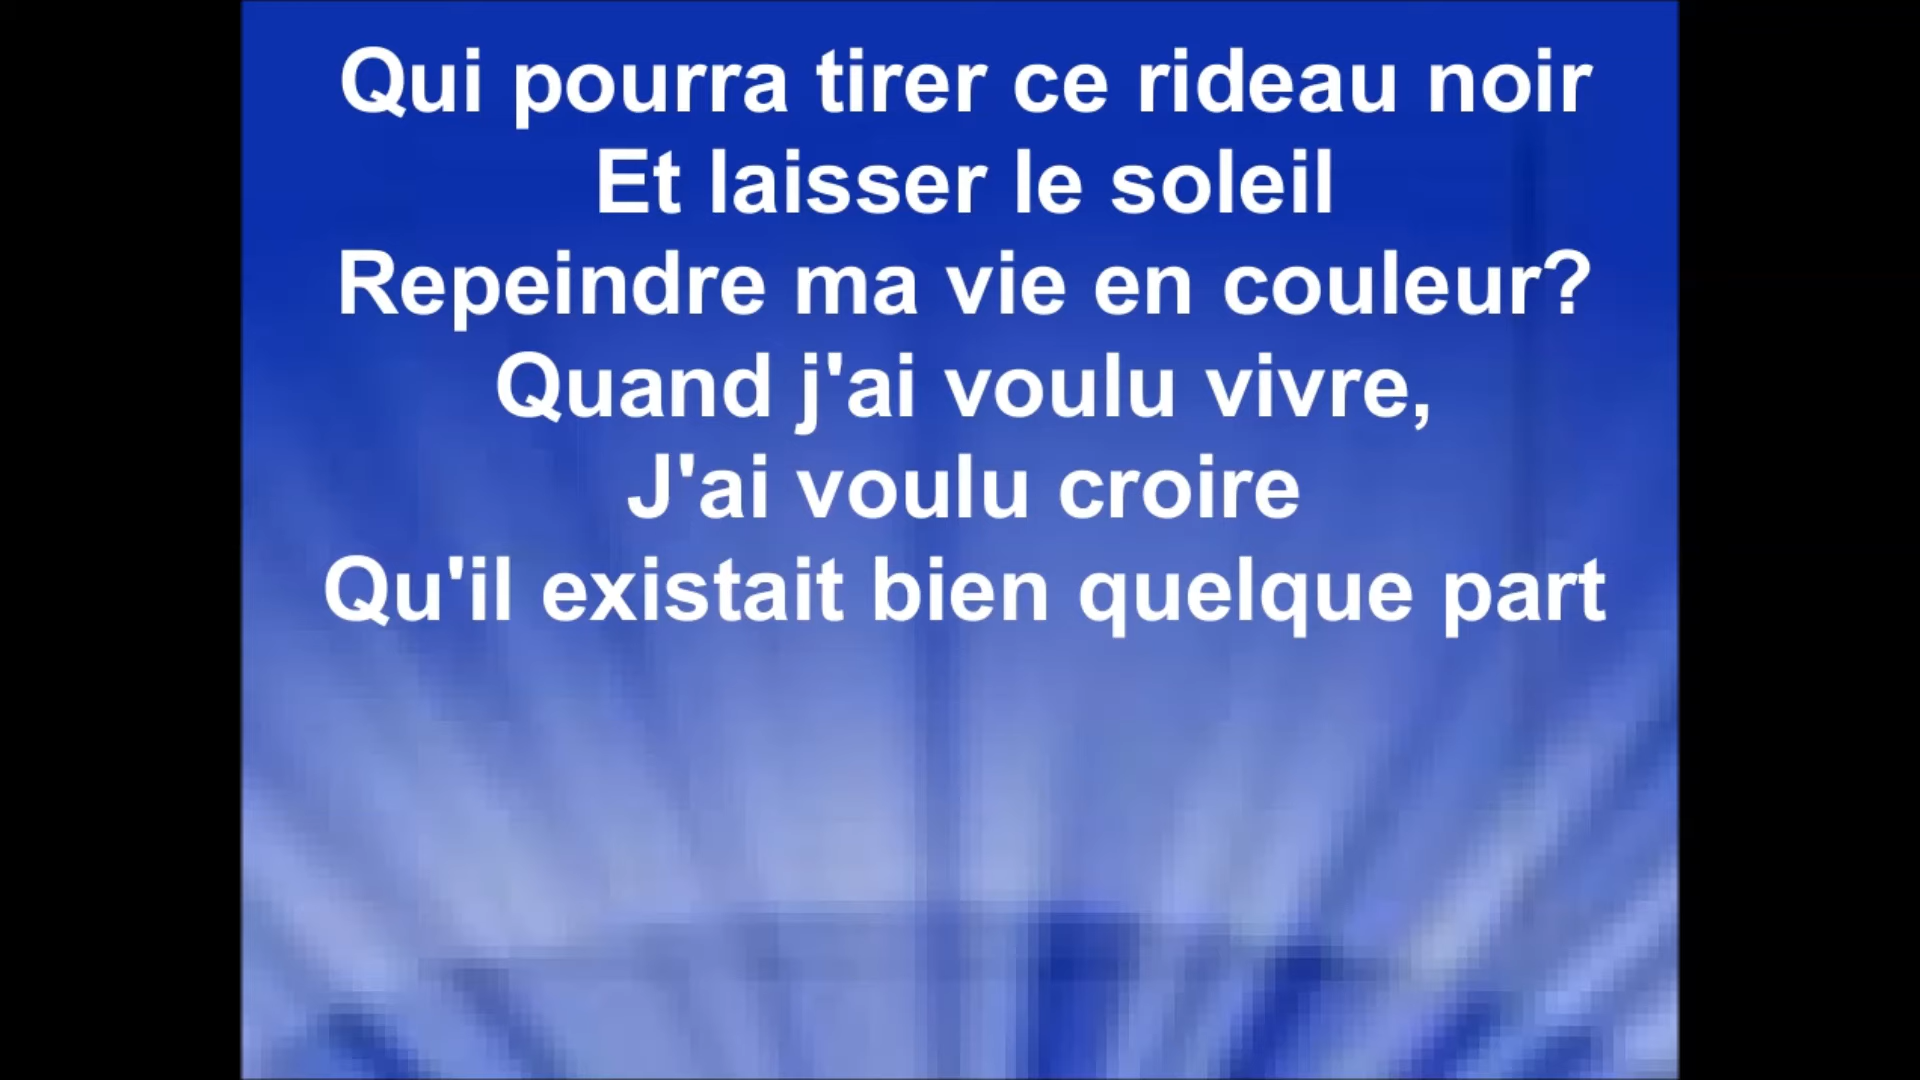 Qui pourra tirer ce rideau noir
Et laisser le soleil
Repeindre ma vie en couleur?
Quand j'ai voulu vivre,
J'ai voulu croire
Qu'il existait bien quelque part